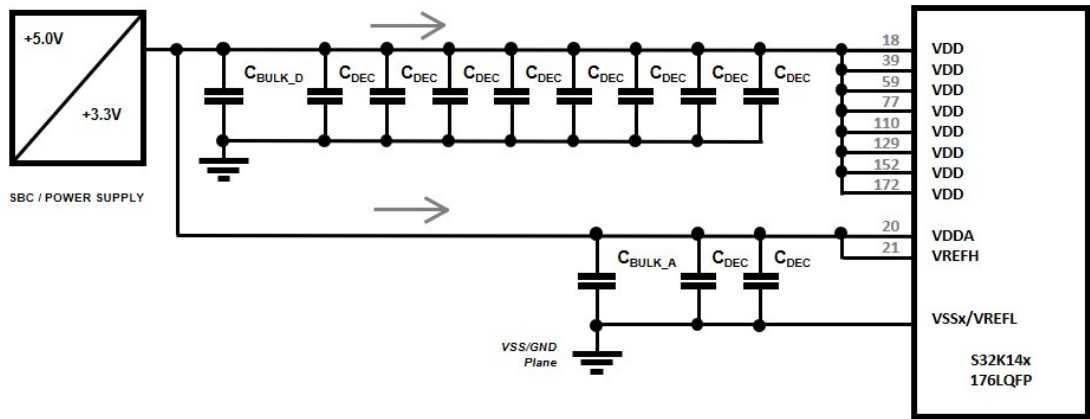 +5.0V
+3.3V
SBC / POWER SUPPLY
CBULK_D CDEC CDEC CDEC CDEC CDEC CDEC CDEC CDEC
18 VDD
39 VDD
59 VDD
77 VDD
110 VDD
129 VDD
152 VDD
172 VDD
20 VDDA
21 VREFH
CBULK_A CDEC CDEC
VSSx/VREFL
VSS/GND
Plane
S32K14x
176LQFP